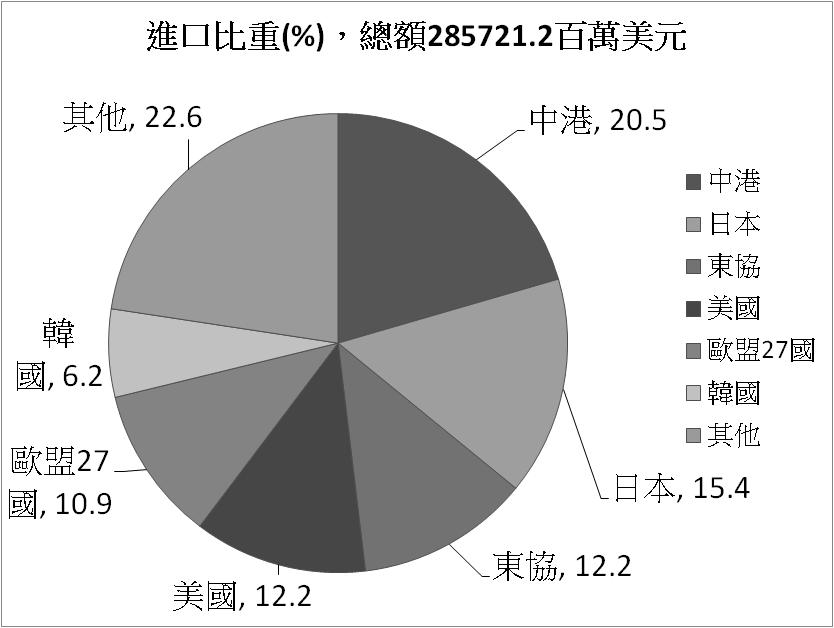 進口比重(%)，總額285721.2百萬美元
其他, 22.6
中港, 20.5
韓
國, 6.2
歐盟27
國, 10.9
美國, 12.2
東協, 12.2
日本, 15.4
中港
日本
東協
美國
歐盟27國
韓國
其他